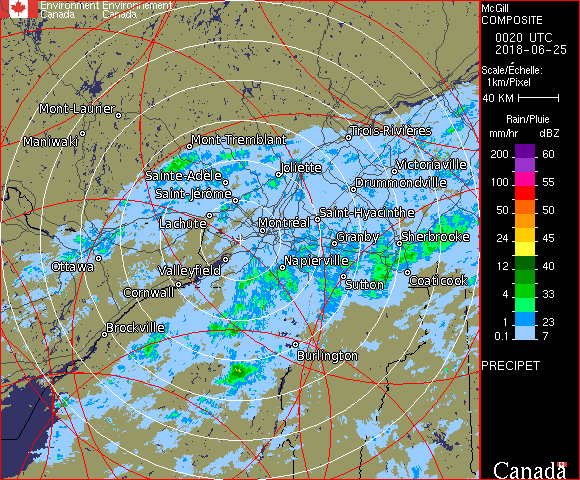 Environment Environnement
Canada Canada
McGill
COMPOSITE
0020 UTC
2018-06-25
Scale/Échelle:
1km/Pixel
40 KM
Rain/Pluie
mm/hr dBZ
200 60
100 55
50 50
24 45
12 40
8 35
4 33
1 23
0.1 7
PRECIPET
Canada
Mont-Laurier
Maniwaki
Mont-Tremblant
Trois-Rivières
Sainte-Adèle
Joliette
Victoriaville
Saint-Jérôme
Drummondville
Lachute
Montréal
Saint-Hyacinthe
Granby
Sherbrooke
Ottawa
Valleyfield
Napierville
Cornwall
Sutton
Coaticook
Brockville
Burlington